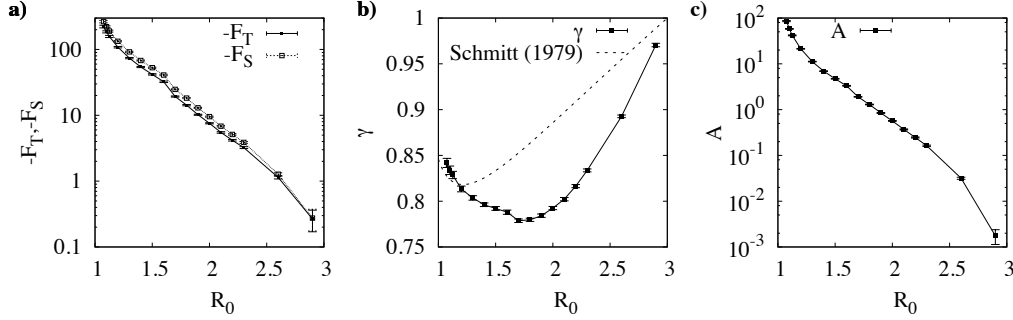 a)
-F_T
-F_S
100
10
1
0.1
-F_T,-F_S
1 1.5 2 2.5 3
R_0
b)
γ
Schmitt (1979)
1
0.95
0.9
0.85
0.8
0.75
γ
1 1.5 2 2.5 3
R_0
c)
A
10^2
10^1
10^0
10^-1
10^-2
10^-3
A
1 1.5 2 2.5 3
R_0